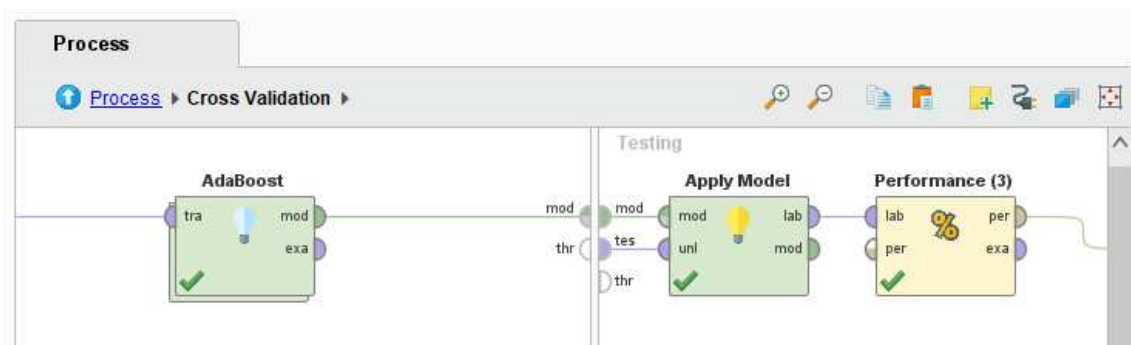 Process
Process Cross Validation
Testing
AdaBoost
Apply Model
Performance (3)
tra mod
exa
mod
thr
mod
tes
thr
mod lab
unl mod
lab % per
per exa